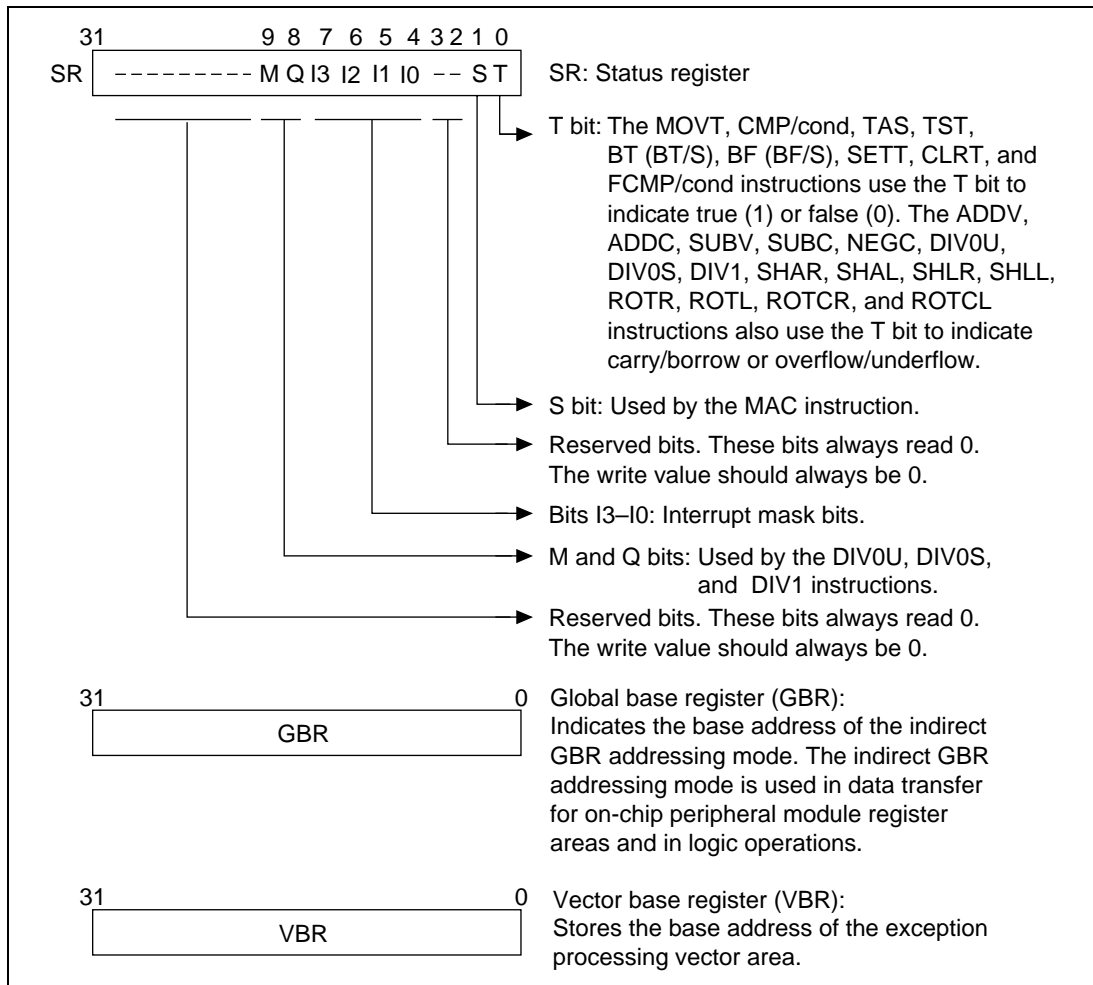 31 9 8 7 6 5 4 3 2 1 0
SR --------- M Q I3 I2 I1 I0 -- S T SR: Status register
T bit: The MOVT, CMP/cond, TAS, TST,
BT (BT/S), BF (BF/S), SETT, CLRT, and
FCMP/cond instructions use the T bit to
indicate true (1) or false (0). The ADDV,
ADDC, SUBV, SUBC, NEGC, DIV0U,
DIV0S, DIV1, SHAR, SHAL, SHLR, SHLL,
ROTR, ROTL, ROTCR, and ROTCL
instructions also use the T bit to indicate
carry/borrow or overflow/underflow.
S bit: Used by the MAC instruction.
Reserved bits. These bits always read 0.
The write value should always be 0.
Bits I3–I0: Interrupt mask bits.
M and Q bits: Used by the DIV0U, DIV0S,
and DIV1 instructions.
Reserved bits. These bits always read 0.
The write value should always be 0.
31 0 Global base register (GBR):
GBR
Indicates the base address of the indirect
GBR addressing mode. The indirect GBR
addressing mode is used in data transfer
for on-chip peripheral module register
areas and in logic operations.
31 0 Vector base register (VBR):
VBR
Stores the base address of the exception
processing vector area.